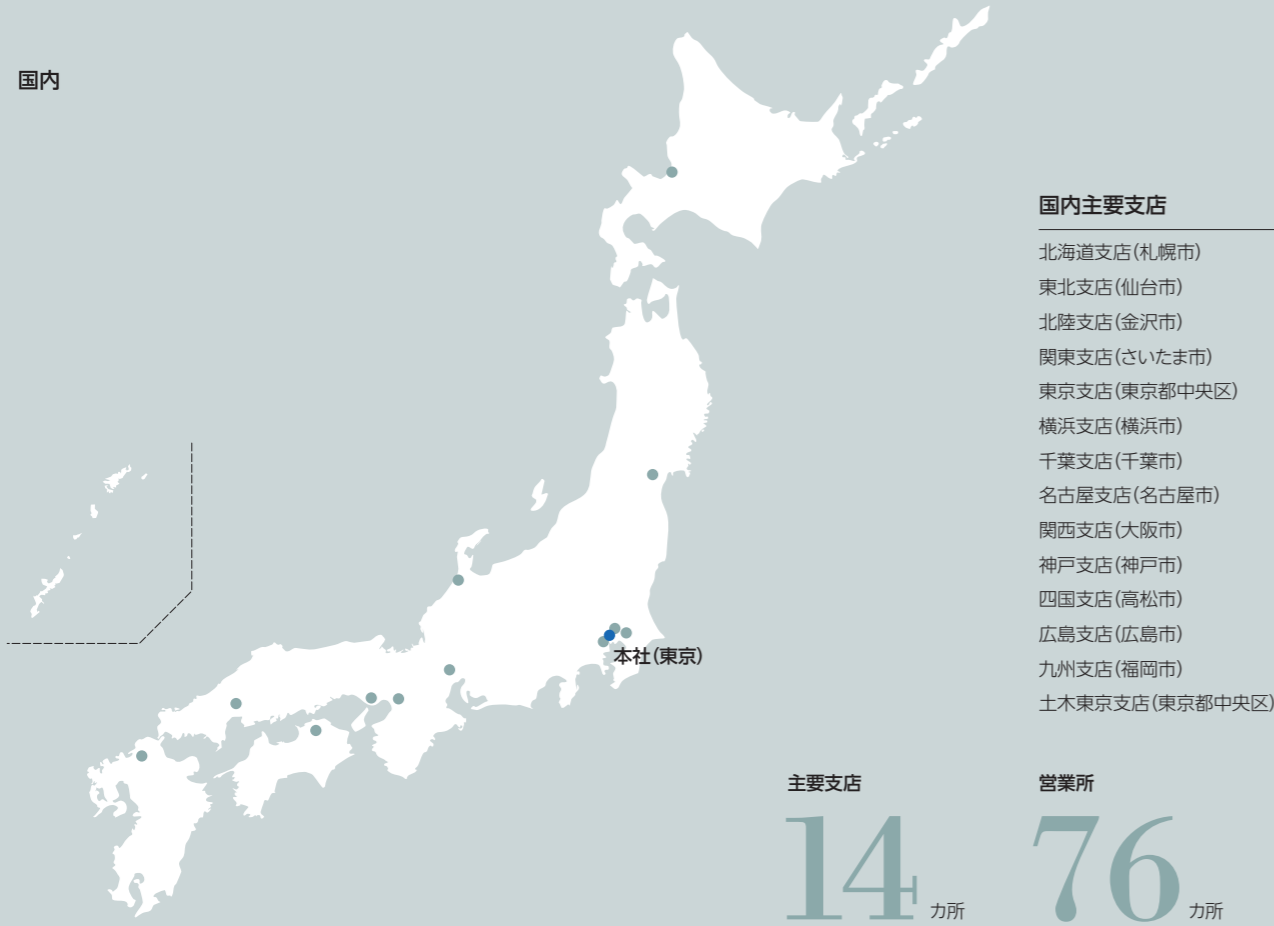 国内
本社(東京)
国内主要支店
北海道支店(札幌市)
東北支店(仙台市)
北陸支店(金沢市)
関東支店(さいたま市)
東京支店(東京都中央区)
横浜支店(横浜市)
千葉支店(千葉市)
名古屋支店(名古屋市)
関西支店(大阪市)
神戸支店(神戸市)
四国支店(高松市)
広島支店(広島市)
九州支店(福岡市)
土木東京支店(東京都中央区)
主要支店
14カ所
営業所
76カ所